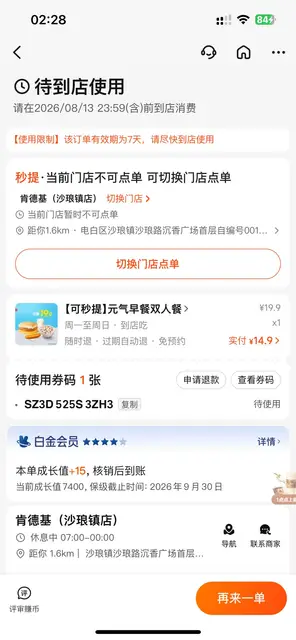 02:28
84
待到店使用
请在2026/08/13 23:59(含)前到店消费
【使用限制】该订单有效期为7天，请尽快到店使用
秒提·当前门店不可点单 可切换门店点单
肯德基（沙琅镇店） 切换门店 >
当前门店暂时不可点单
距你1.6km · 电白区沙琅镇沙琅路沉香广场首层自编号001... >
切换门店点单
【可秒提】元气早餐双人餐 >
¥19.9
周一至周日 · 到店吃
x1
随时退 · 过期自动退 · 免预约
实付 ¥14.9 >
待使用券码 1 张
申请退款
查看券码
• SZ3D 525S 3ZH3 复制
待使用
白金会员
详情 >
本单成长值+15，核销后到账
当前成长值7400，保级截止时间：2026年9月30日
肯德基（沙琅镇店）
休息中 07:00-00:00
距你 1.6km | 沙琅镇沙琅路沉香广场首层...
导航
联系商家
评审赚币
再来一单